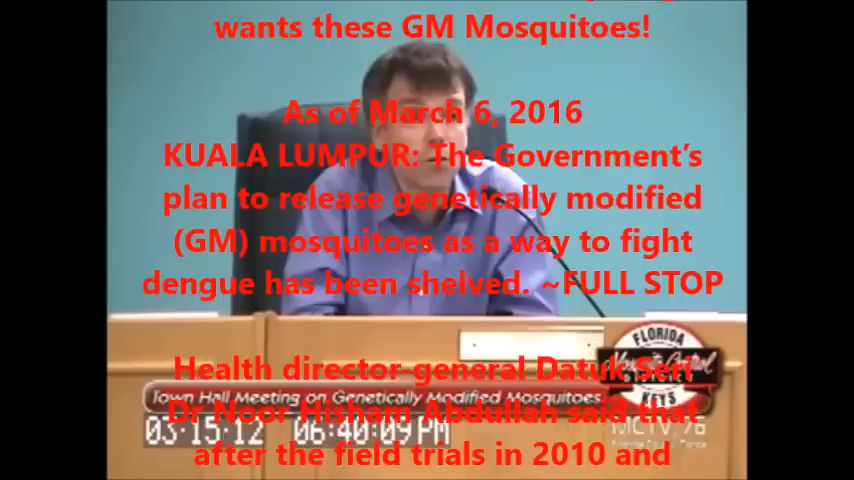 wants these GM Mosquitoes!
As of March 6, 2016
KUALA LUMPUR: The Government's
plan to release genetically modified
(GM) mosquitoes as a way to fight
dengue has been shelved. ~FULL STOP
FLORIDA
Mosquito Control
KEYS
Health director-general Datuk Seri
Town Hall Meeting on Genetically Modified Mosquitoes
Dr Noor Hisham Abdullah said that
03-15-12 06:40:09 PM
MCTV 76
after the field trials in 2010 and